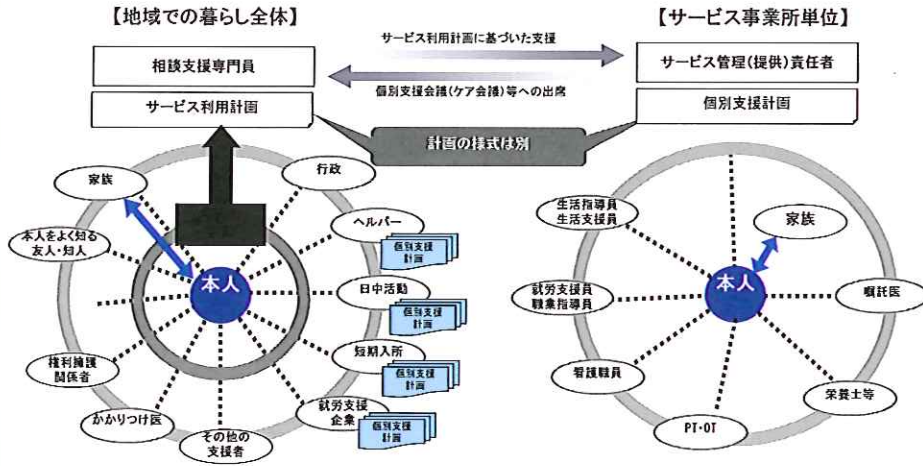 【地域での暮らし全体】
【サービス事業所単位】
サービス利用計画に基づいた支援
相談支援専門員
サービス管理(提供)責任者
個別支援会議(ケア会議)等への出席
サービス利用計画
個別支援計画
計画の様式は別
家族
行政
本人をよく知る
友人・知人
ヘルパー
個別支援
計画
本人
日中活動
個別支援
計画
短期入所
個別支援
計画
権利擁護
関係者
就労支援
企業
個別支援
計画
かかりつけ医
その他の
支援者
生活指導員
生活支援員
家族
就労支援員
職業指導員
本人
嘱託医
看護職員
栄養士等
PT・OT